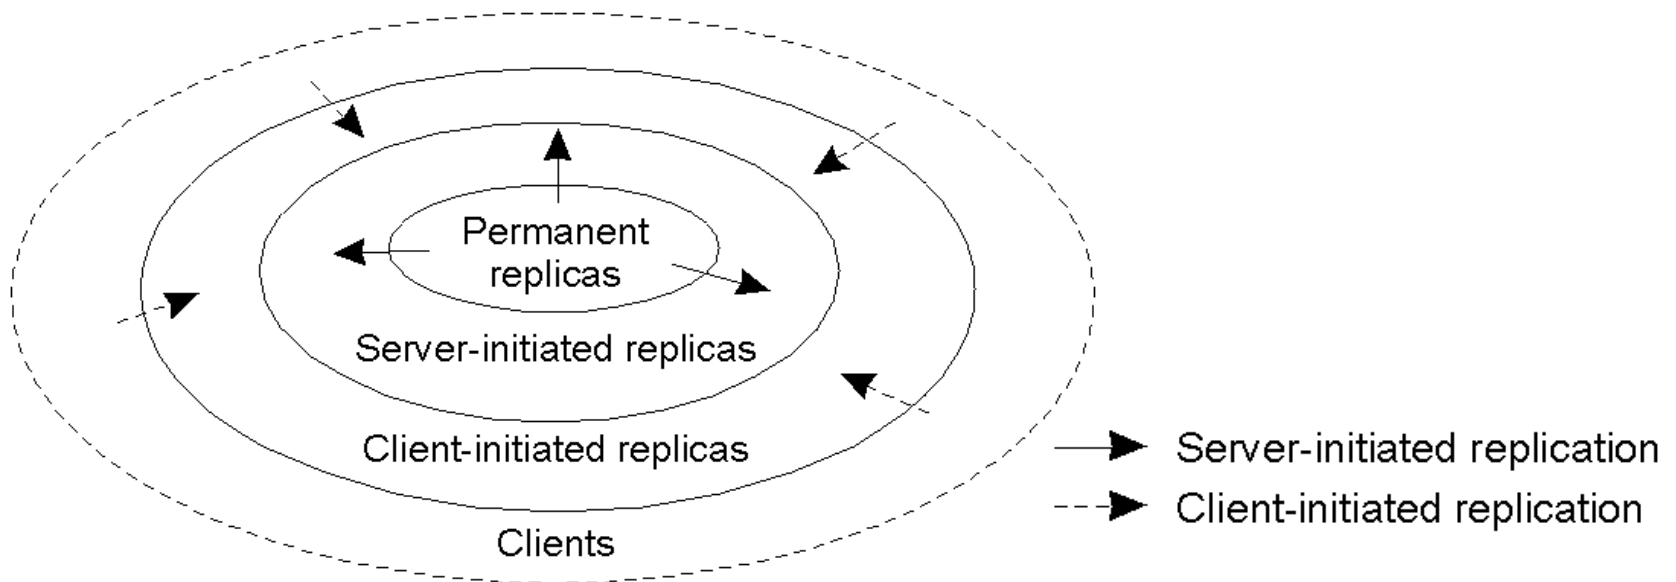 Permanent
replicas
Server-initiated replicas
Client-initiated replicas
Clients
Server-initiated replication
Client-initiated replication